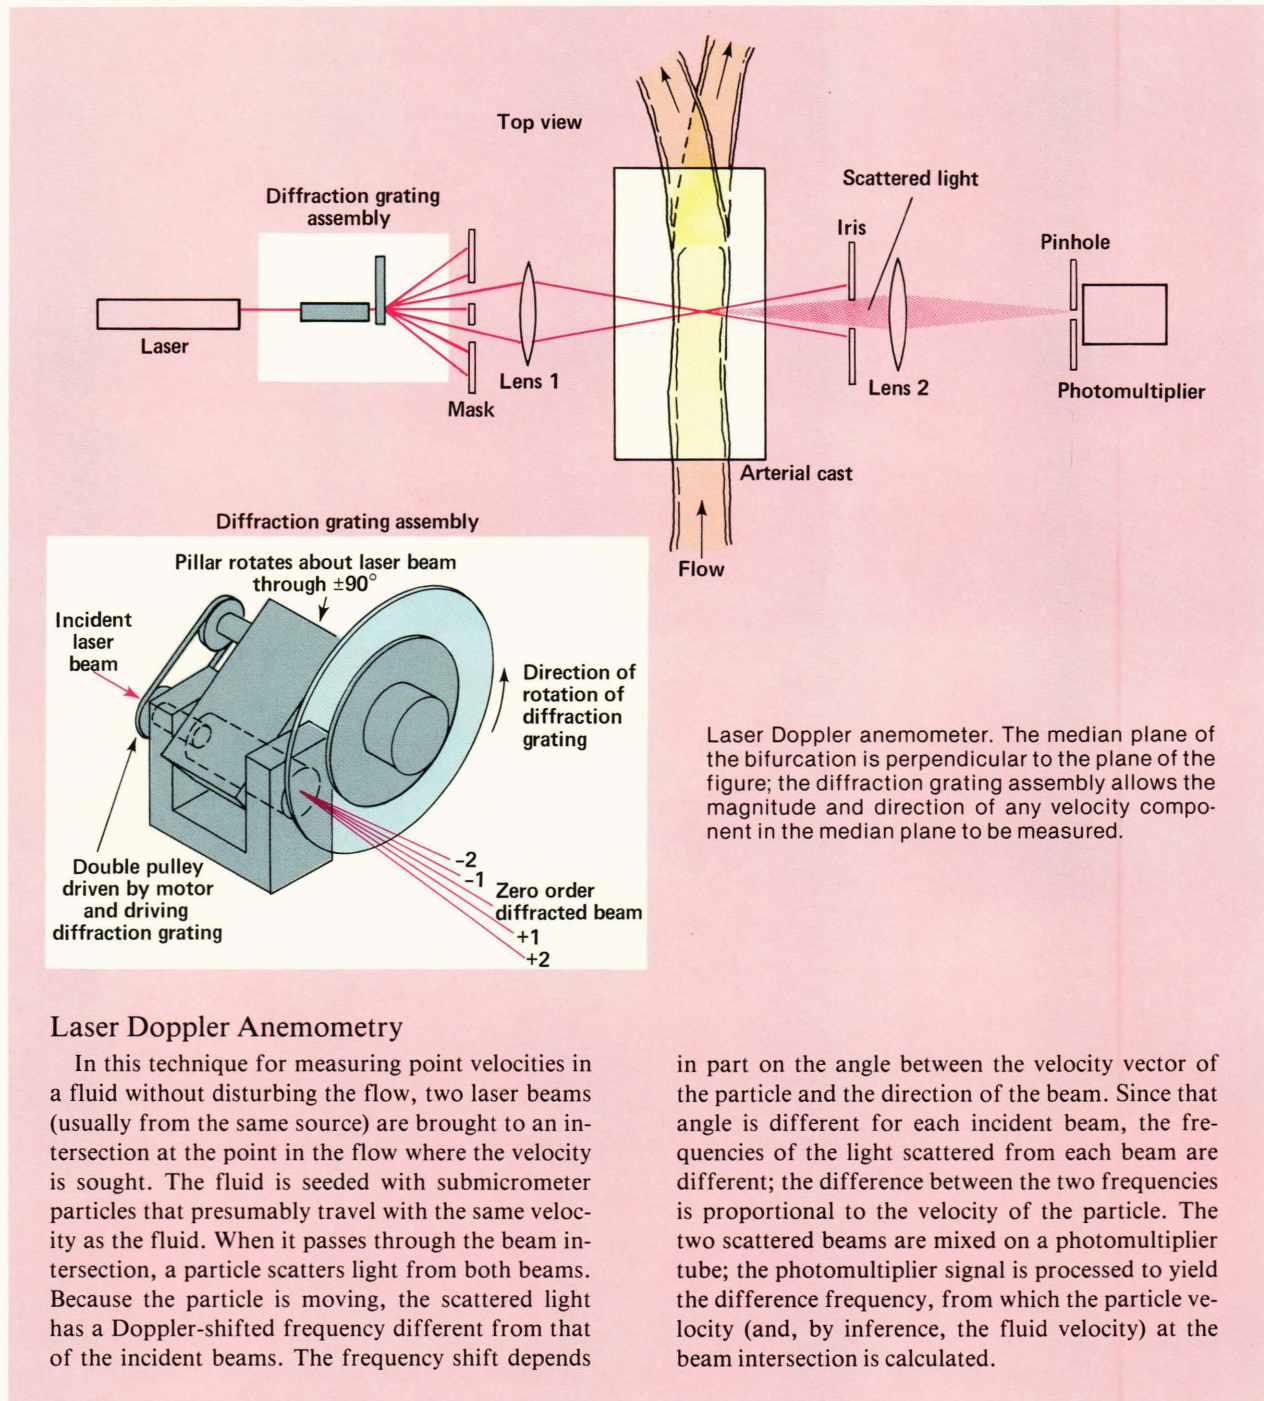 Top view
Diffraction grating
assembly
Scattered light
Iris
Pinhole
Laser
Mask
Lens 1
Lens 2
Photomultiplier
Arterial cast
Flow
Diffraction grating assembly
Pillar rotates about laser beam
through ±90°
Incident
laser
beam
Direction of
rotation of
diffraction
grating
Double pulley
driven by motor
and driving
diffraction grating
-2
-1
Zero order
diffracted beam
+1
+2
Laser Doppler anemometer. The median plane of
the bifurcation is perpendicular to the plane of the
figure; the diffraction grating assembly allows the
magnitude and direction of any velocity compo-
nent in the median plane to be measured.
Laser Doppler Anemometry
In this technique for measuring point velocities in
a fluid without disturbing the flow, two laser beams
(usually from the same source) are brought to an in-
tersection at the point in the flow where the velocity
is sought. The fluid is seeded with submicrometer
particles that presumably travel with the same veloc-
ity as the fluid. When it passes through the beam in-
tersection, a particle scatters light from both beams.
Because the particle is moving, the scattered light
has a Doppler-shifted frequency different from that
of the incident beams. The frequency shift depends
in part on the angle between the velocity vector of
the particle and the direction of the beam. Since that
angle is different for each incident beam, the fre-
quencies of the light scattered from each beam are
different; the difference between the two frequencies
is proportional to the velocity of the particle. The
two scattered beams are mixed on a photomultiplier
tube; the photomultiplier signal is processed to yield
the difference frequency, from which the particle ve-
locity (and, by inference, the fluid velocity) at the
beam intersection is calculated.